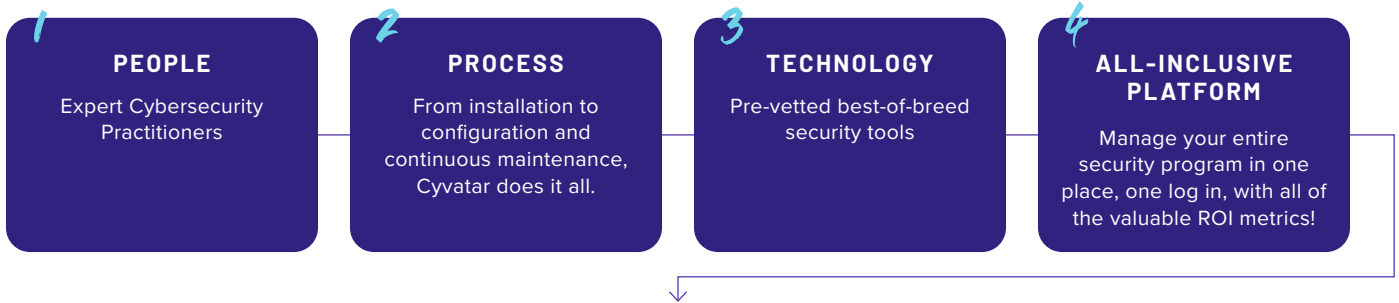 1
PEOPLE
Expert Cybersecurity
Practitioners
2
PROCESS
From installation to
configuration and
continuous maintenance,
Cyvatar does it all.
3
TECHNOLOGY
Pre-vetted best-of-breed
security tools
4
ALL-INCLUSIVE
PLATFORM
Manage your entire
security program in one
place, one log in, with all of
the valuable ROI metrics!